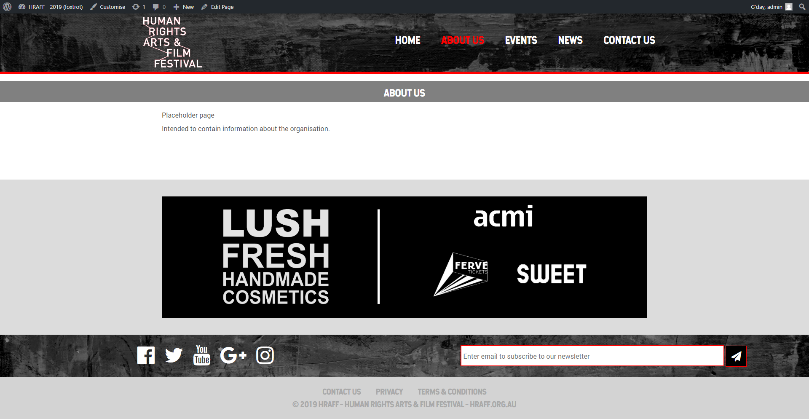 HRAFF 2019 (foxtrot) Customise 1 0 New Edit Page G'day, admin
HUMAN
RIGHTS
ARTS &
FILM
FESTIVAL
HOME ABOUT US EVENTS NEWS CONTACT US
ABOUT US
Placeholder page
Intended to contain information about the organisation.
LUSH
FRESH
HANDMADE
COSMETICS
acmi
FERVE
TICKETS
SWEET
You
Tube
G+
Enter email to subscribe to our newsletter
CONTACT US PRIVACY TERMS & CONDITIONS
© 2019 HRAFF - HUMAN RIGHTS ARTS & FILM FESTIVAL - HRAFF.ORG.AU